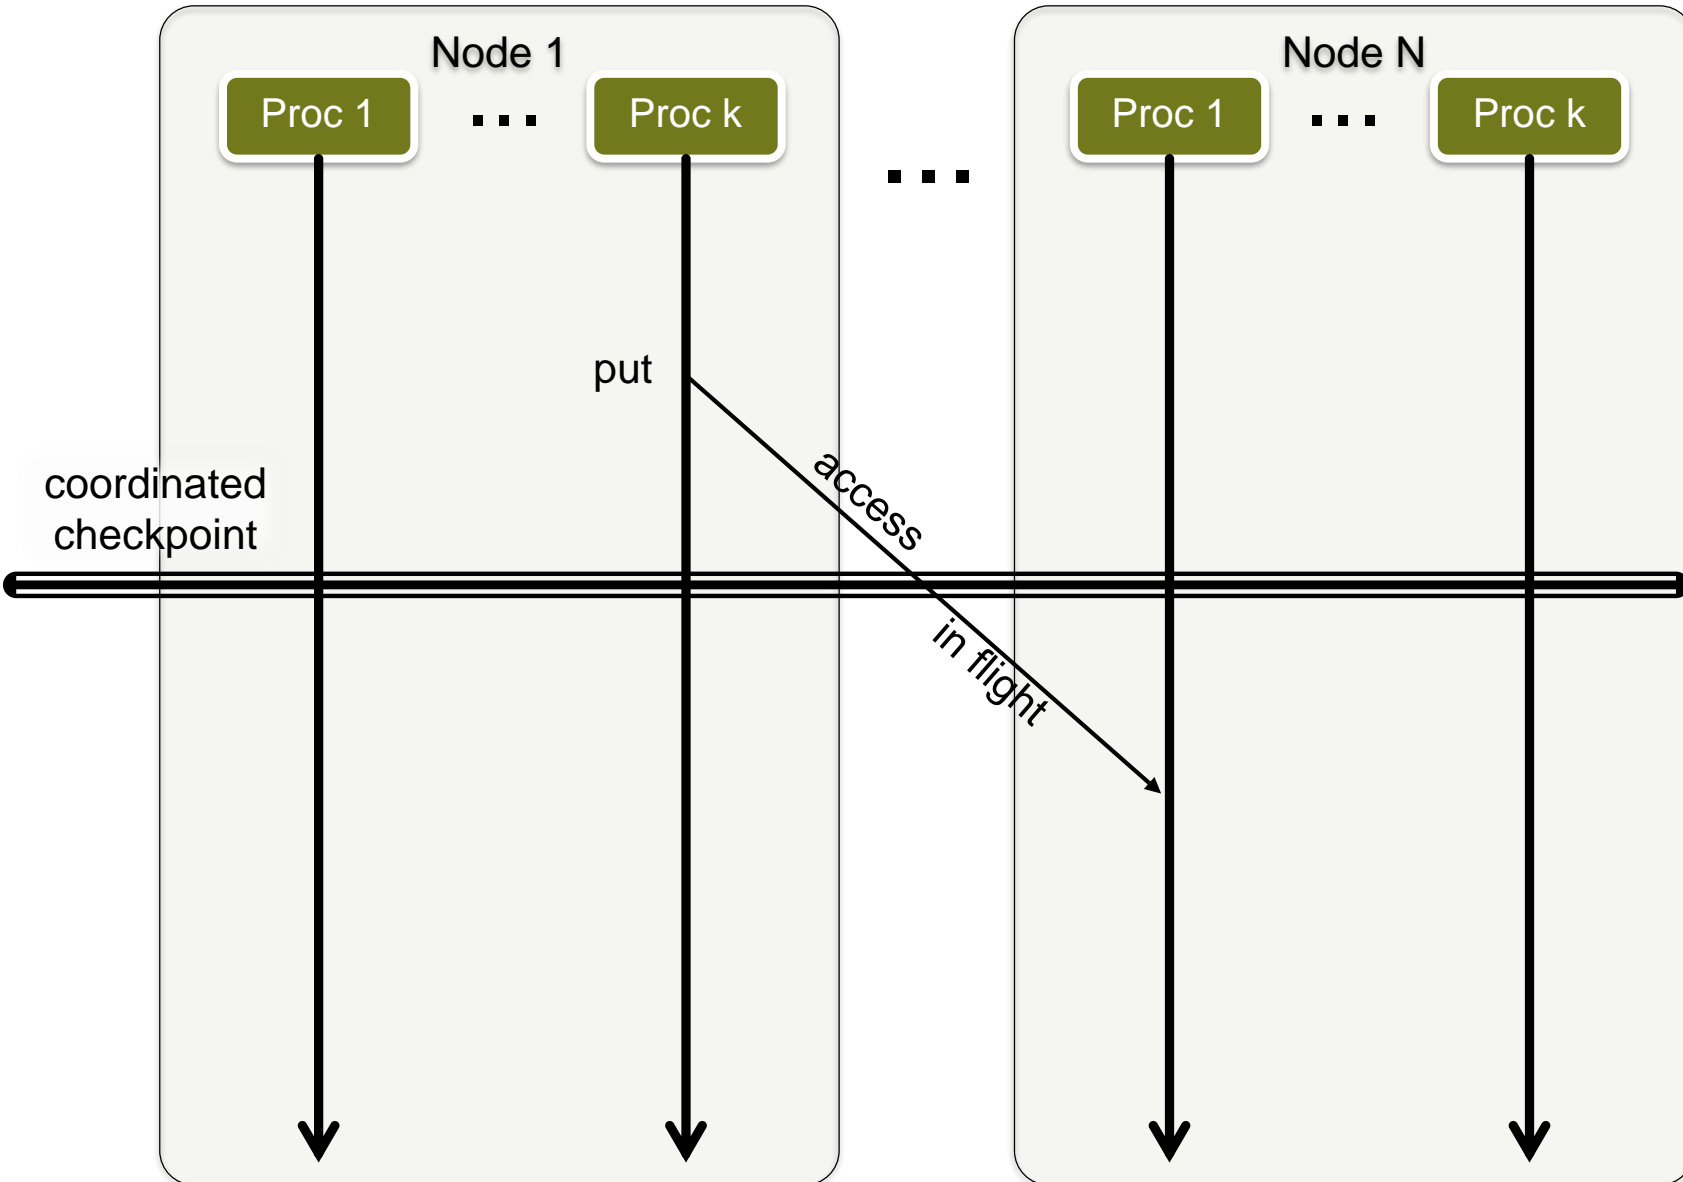 Node 1
Node N
Proc 1 ... Proc k
...
Proc 1 ... Proc k
put
access
in flight
coordinated
checkpoint